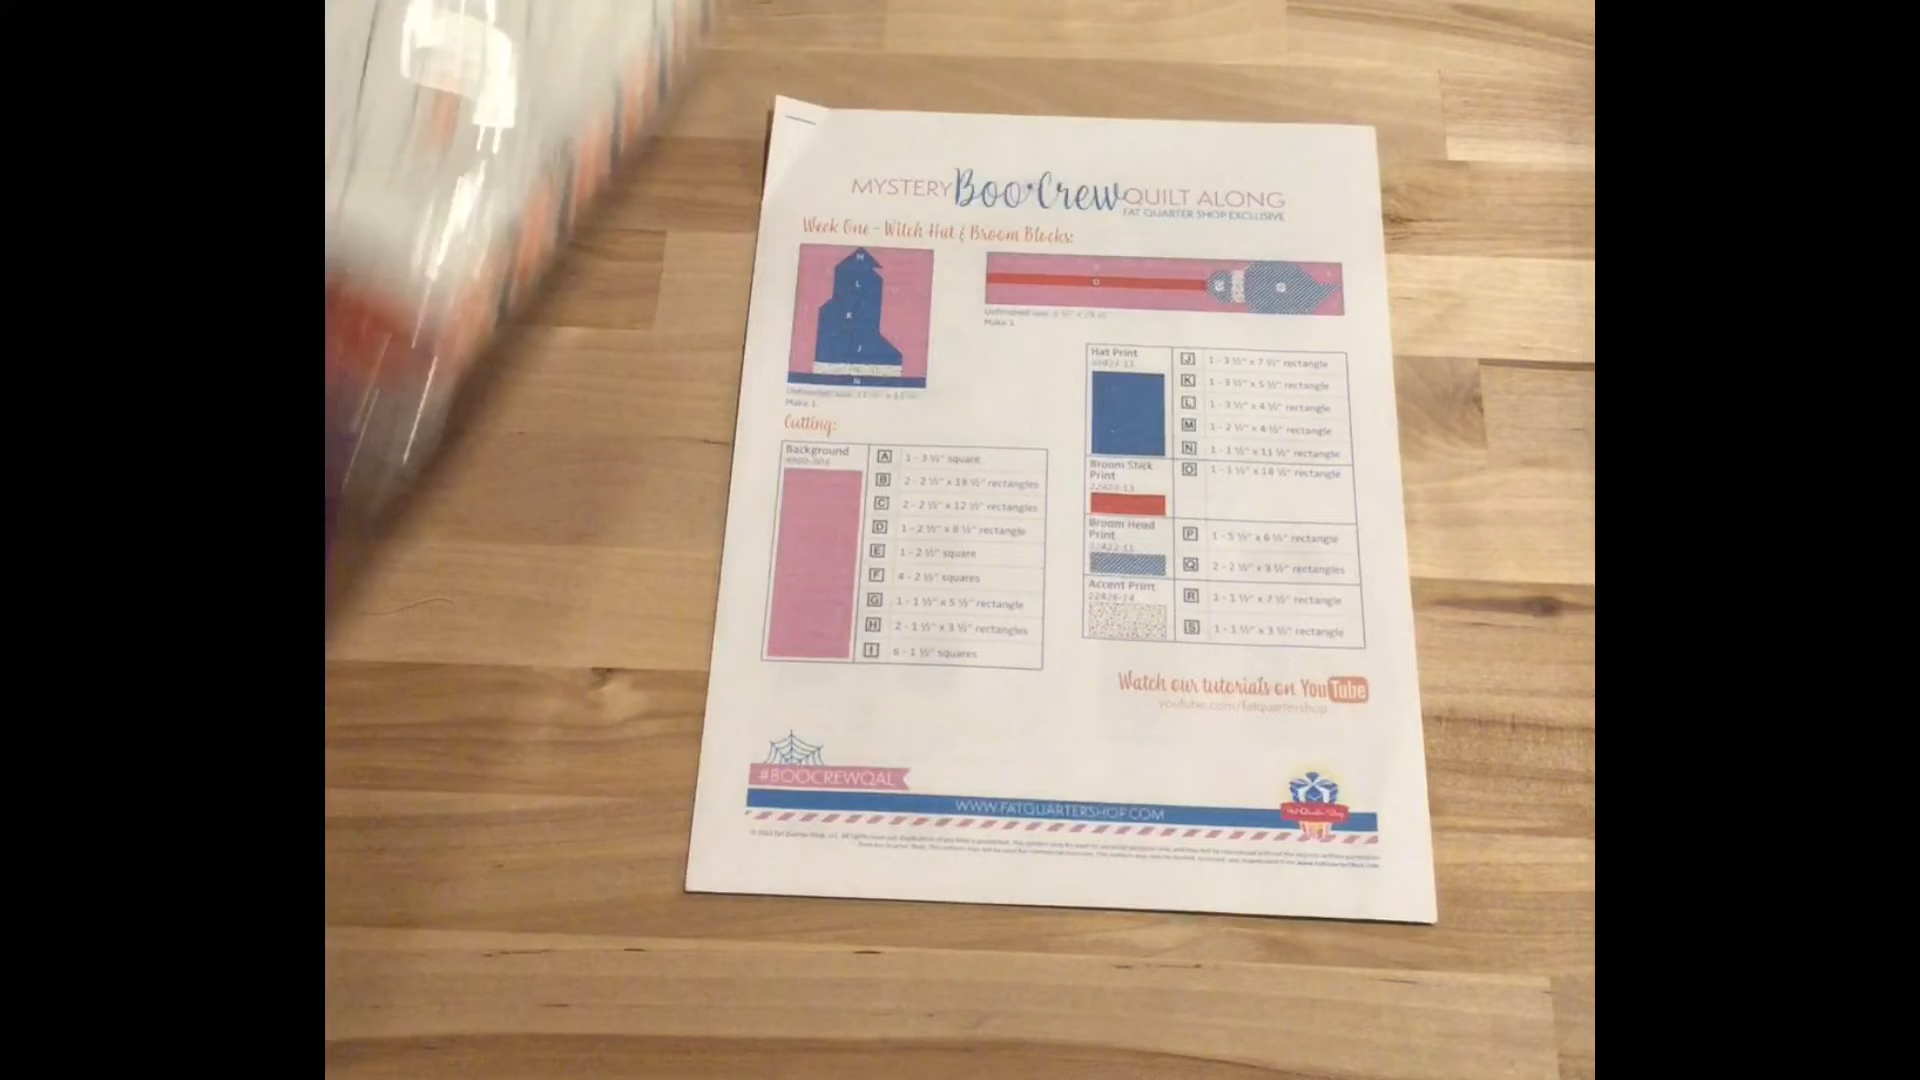 MYSTERY Boo Crew QUILT ALONG
FAT QUARTER SHOP EXCLUSIVE
Week One - Witch Hat & Broom Blocks:
H
L
K
J
N
O
Q
Q
Make 1.
Make 1.
Cutting:
Background
A 1 - 3 ½" square
B 2 - 2 ½" x 18 ½" rectangles
C 2 - 2 ½" x 12 ½" rectangles
D 1 - 2 ½" x 8 ½" rectangle
E 1 - 2 ½" square
F 4 - 2 ½" squares
G 1 - 1 ½" x 5 ½" rectangle
H 2 - 1 ½" x 3 ½" rectangles
I 6 - 1 ½" squares
Hat Print
J 1 - 3 ½" x 7 ½" rectangle
K 1 - 3 ½" x 5 ½" rectangle
L 1 - 3 ½" x 4 ½" rectangle
M 1 - 2 ½" x 4 ½" rectangle
N 1 - 1 ½" x 11 ½" rectangle
Broom Stick
Print
22423-13
O 1 - 1 ½" x 18 ½" rectangle
Broom Head
Print
22422-11
P 1 - 5 ½" x 6 ½" rectangle
Q 2 - 2 ½" x 3 ½" rectangles
Accent Print
22426-14
R 1 - 1 ½" x 7 ½" rectangle
S 1 - 1 ½" x 3 ½" rectangle
Watch our tutorials on YouTube
youtube.com/fatquartershop
#BOOCREWQAL
WWW.FATQUARTERSHOP.COM
Fat Quarter Shop